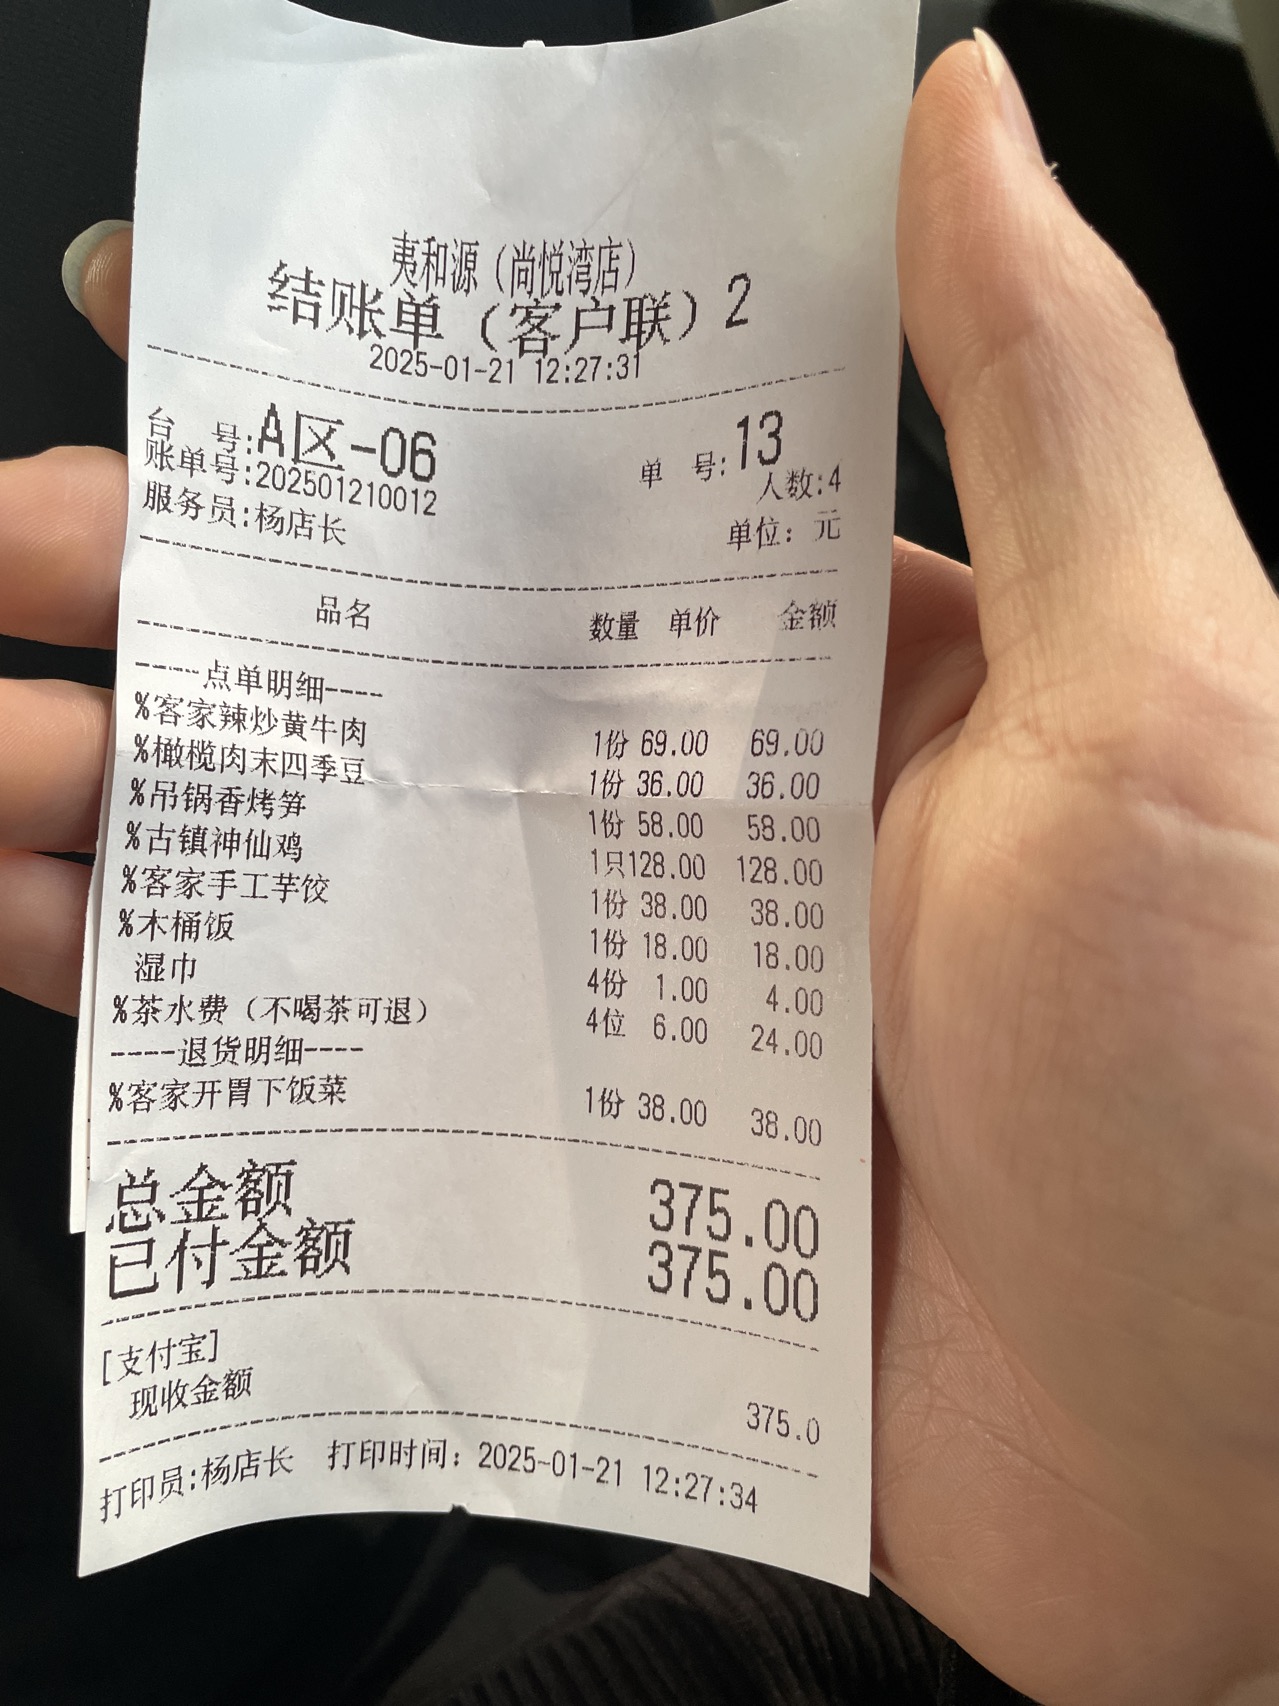 夷和源（尚悦湾店）
结账单（客户联）2
2025-01-21 12:27:31
台 号:A区-06 单 号:13
账单号:202501210012 人数:4
服务员:杨店长 单位：元
品名 数量 单价 金额
-----点单明细----
%客家辣炒黄牛肉 1份 69.00 69.00
%橄榄肉末四季豆 1份 36.00 36.00
%吊锅香烤笋 1份 58.00 58.00
%古镇神仙鸡 1只128.00 128.00
%客家手工芋饺 1份 38.00 38.00
%木桶饭 1份 18.00 18.00
湿巾 4份 1.00 4.00
%茶水费（不喝茶可退） 4位 6.00 24.00
-----退货明细----
%客家开胃下饭菜 1份 38.00 38.00
总金额 375.00
已付金额 375.00
[支付宝]
现收金额 375.0
打印员:杨店长 打印时间：2025-01-21 12:27:34